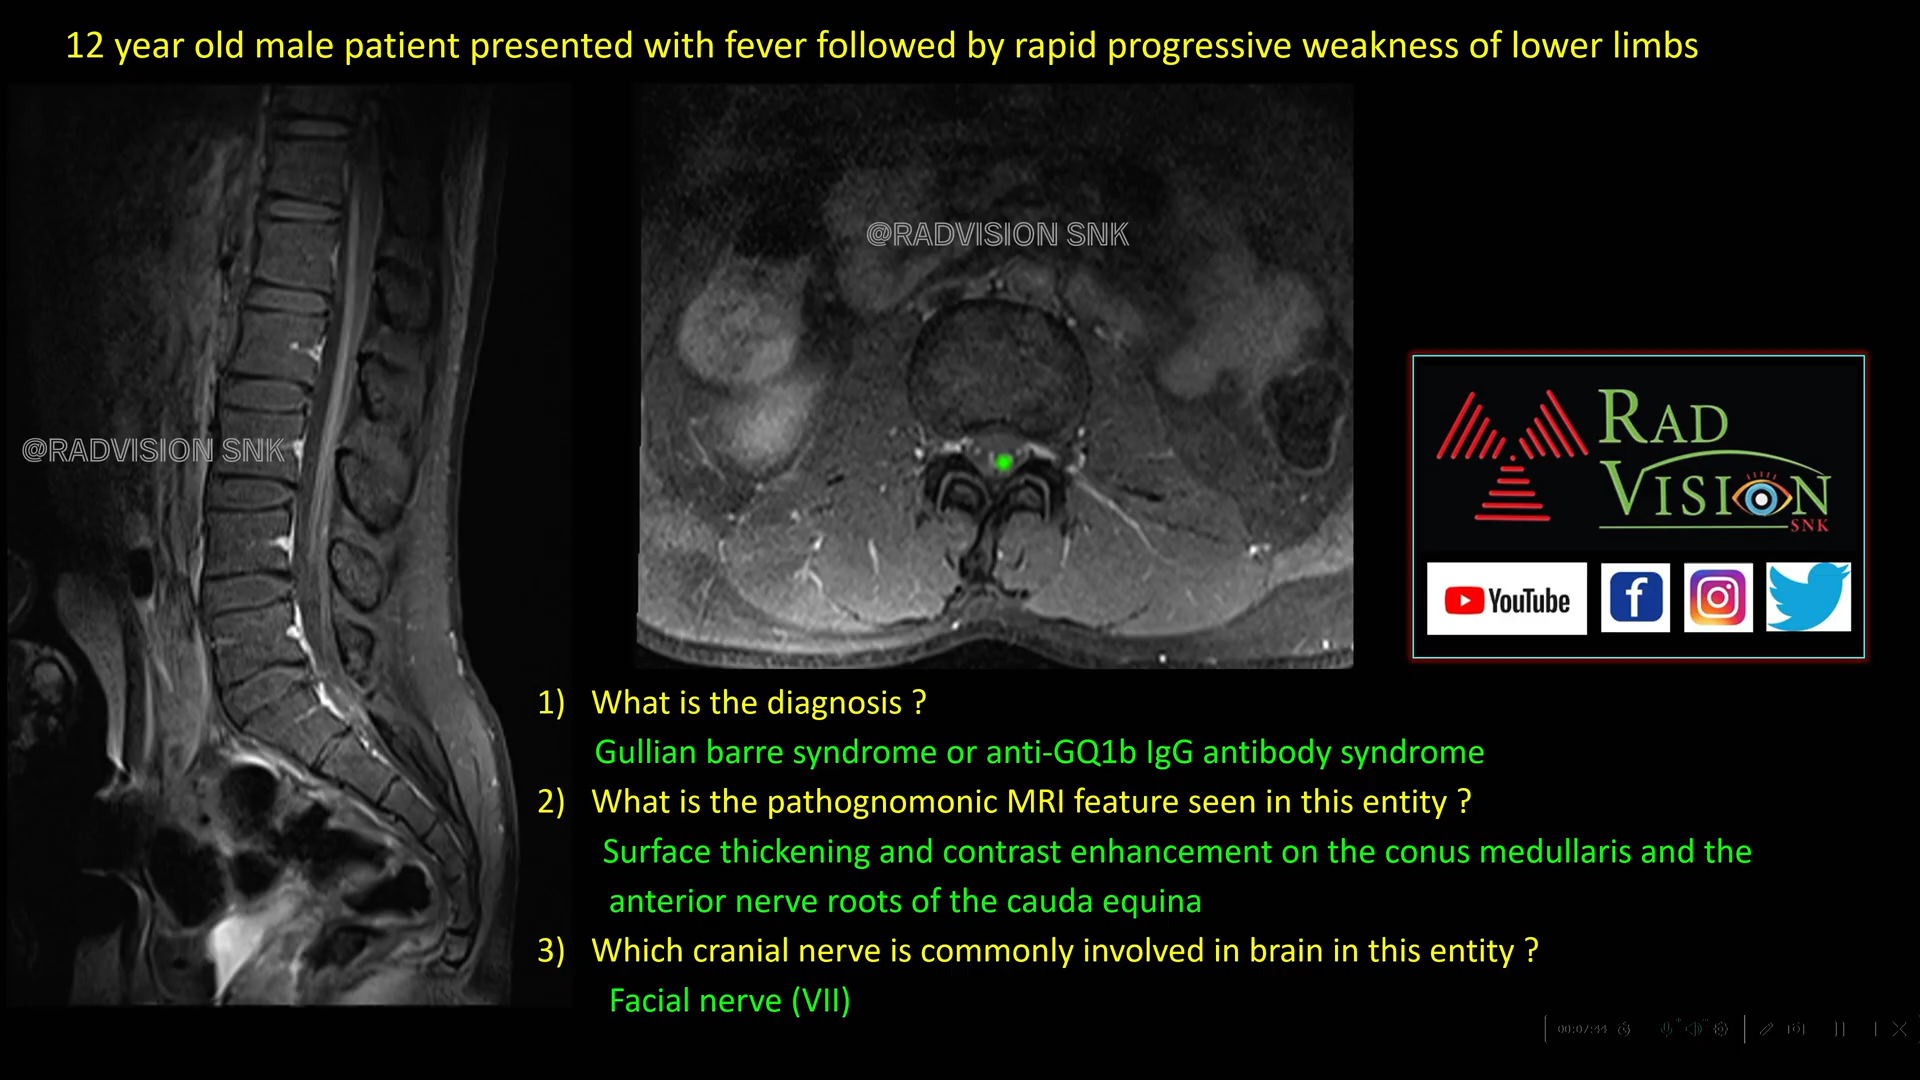 12 year old male patient presented with fever followed by rapid progressive weakness of lower limbs
@RADVISION SNK
@RADVISION SNK
RAD
VISION
SNK
YouTube
1) What is the diagnosis ?
Gullian barre syndrome or anti-GQ1b IgG antibody syndrome
2) What is the pathognomonic MRI feature seen in this entity ?
Surface thickening and contrast enhancement on the conus medullaris and the
anterior nerve roots of the cauda equina
3) Which cranial nerve is commonly involved in brain in this entity ?
Facial nerve (VII)
00:07:44